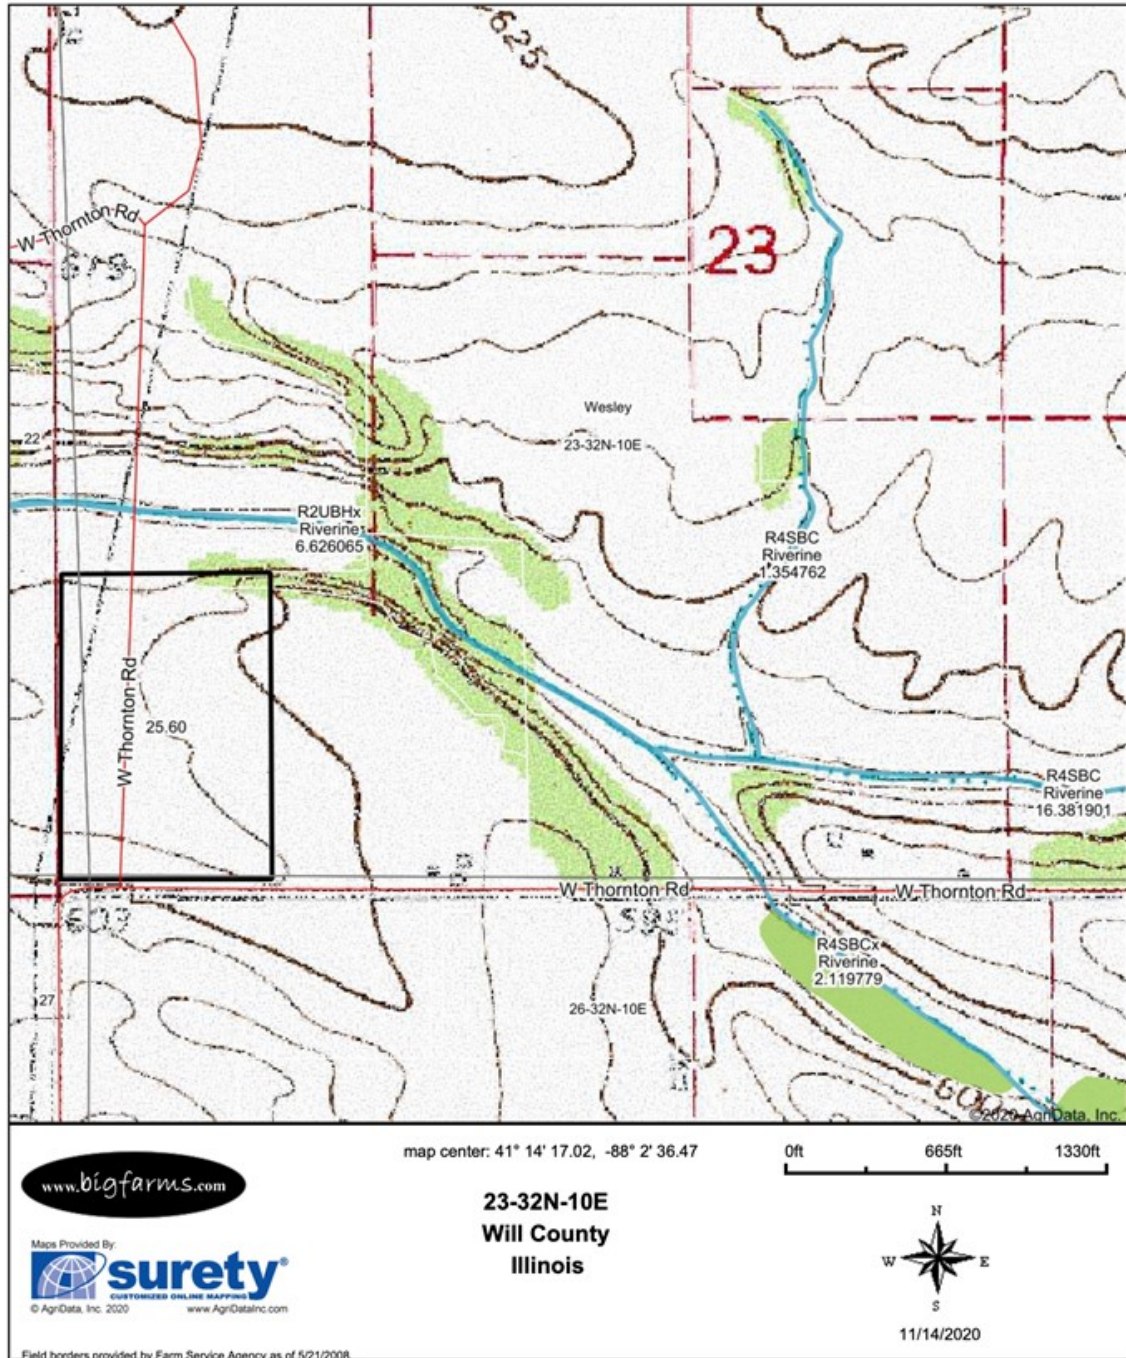 625
W Thornton Rd
23
Wesley
22
23-32N-10E
R2UBHx
Riverine
6.626065
R4SBC
Riverine
1.354762
W Thornton Rd
25.60
R4SBC
Riverine
16.381901
W Thornton Rd
W Thornton Rd
R4SBCx
Riverine
2.119779
27
26-32N-10E
600
©2020 AgriData, Inc.
map center: 41° 14' 17.02, -88° 2' 36.47
0ft 665ft 1330ft
www.bigfarms.com
23-32N-10E
Will County
Illinois
N
W E
S
Maps Provided By:
surety®
CUSTOMIZED ONLINE MAPPING
© AgriData, Inc. 2020 www.AgriDataInc.com
11/14/2020
Field borders provided by Farm Service Agency as of 5/21/2008.